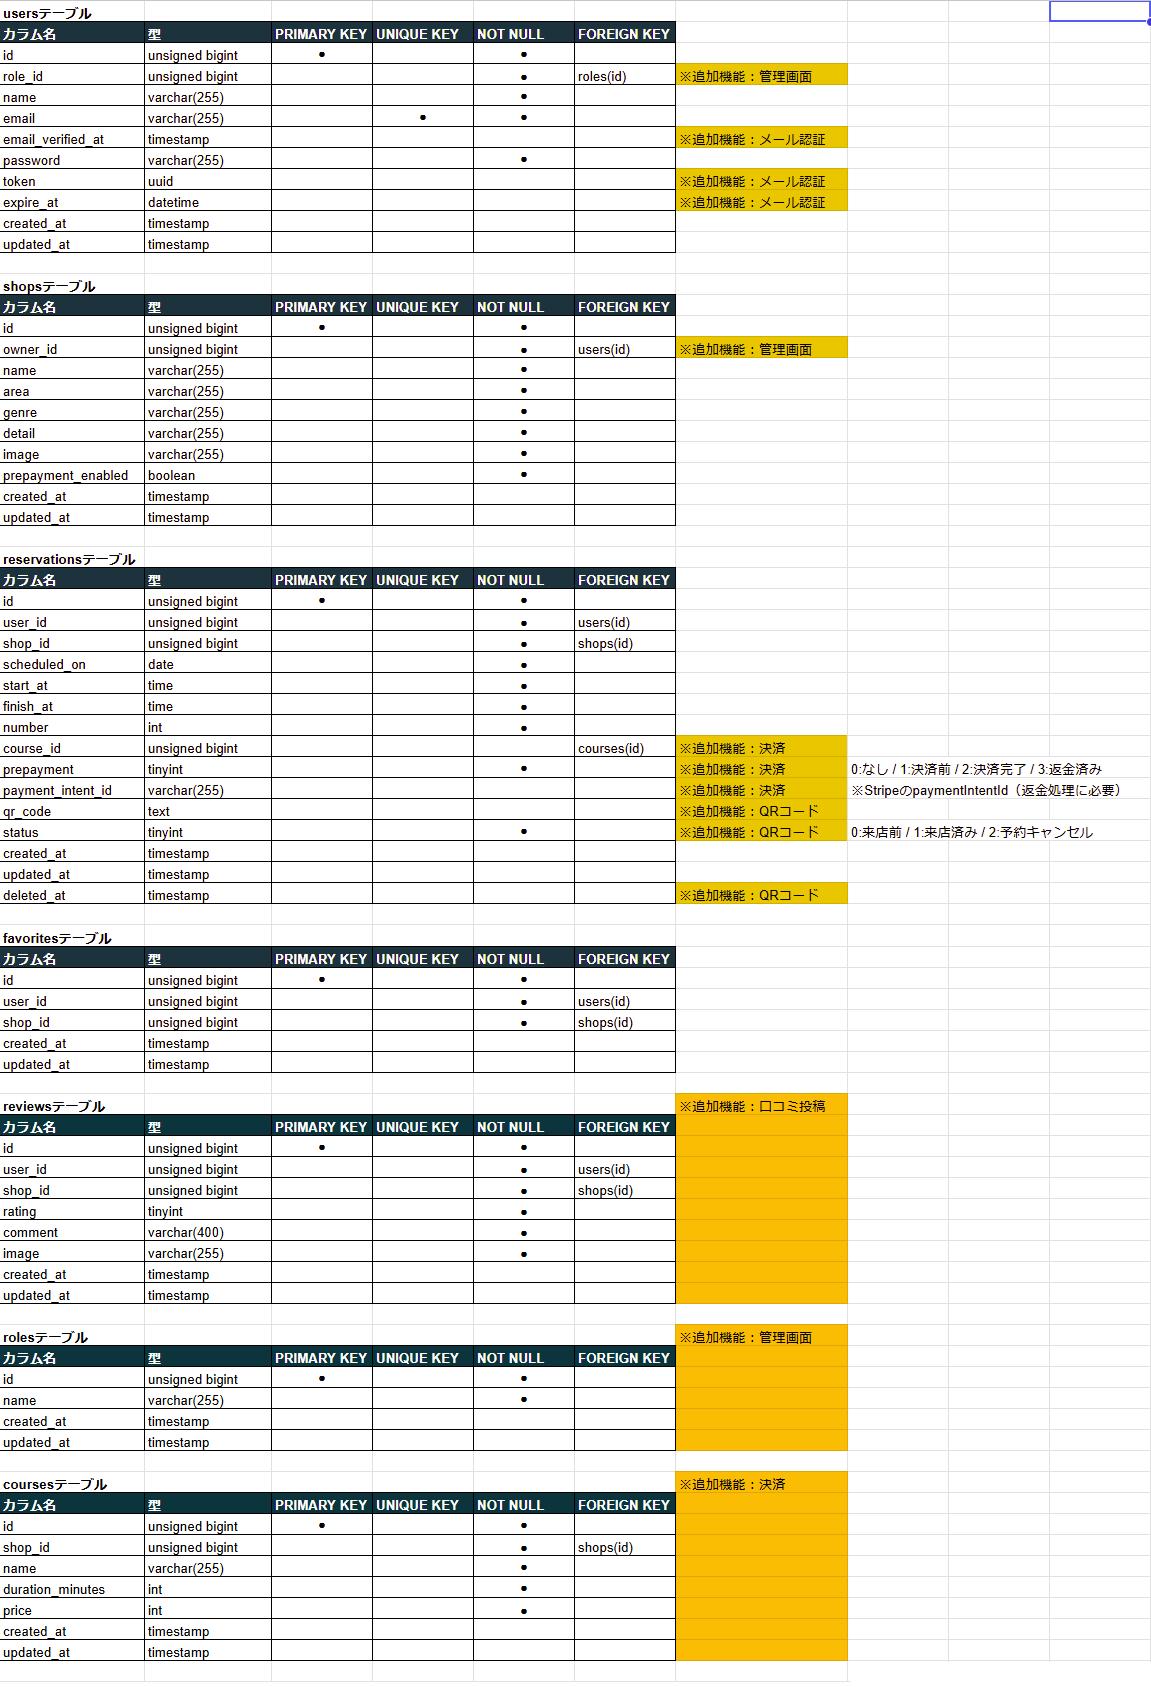 usersテーブル
カラム名 型 PRIMARY KEY UNIQUE KEY NOT NULL FOREIGN KEY
id unsigned bigint ● ●
role_id unsigned bigint ● roles(id) ※追加機能：管理画面
name varchar(255) ●
email varchar(255) ● ●
email_verified_at timestamp ※追加機能：メール認証
password varchar(255) ●
token uuid ※追加機能：メール認証
expire_at datetime ※追加機能：メール認証
created_at timestamp
updated_at timestamp
shopsテーブル
カラム名 型 PRIMARY KEY UNIQUE KEY NOT NULL FOREIGN KEY
id unsigned bigint ● ●
owner_id unsigned bigint ● users(id) ※追加機能：管理画面
name varchar(255) ●
area varchar(255) ●
genre varchar(255) ●
detail varchar(255) ●
image varchar(255) ●
prepayment_enabled boolean ●
created_at timestamp
updated_at timestamp
reservationsテーブル
カラム名 型 PRIMARY KEY UNIQUE KEY NOT NULL FOREIGN KEY
id unsigned bigint ● ●
user_id unsigned bigint ● users(id)
shop_id unsigned bigint ● shops(id)
scheduled_on date ●
start_at time ●
finish_at time ●
number int ●
course_id unsigned bigint courses(id) ※追加機能：決済
prepayment tinyint ● ※追加機能：決済 0:なし / 1:決済前 / 2:決済完了 / 3:返金済み
payment_intent_id varchar(255) ※追加機能：決済 ※StripeのpaymentIntentId（返金処理に必要）
qr_code text ※追加機能：QRコード
status tinyint ● ※追加機能：QRコード 0:来店前 / 1:来店済み / 2:予約キャンセル
created_at timestamp
updated_at timestamp
deleted_at timestamp ※追加機能：QRコード
favoritesテーブル
カラム名 型 PRIMARY KEY UNIQUE KEY NOT NULL FOREIGN KEY
id unsigned bigint ● ●
user_id unsigned bigint ● users(id)
shop_id unsigned bigint ● shops(id)
created_at timestamp
updated_at timestamp
reviewsテーブル ※追加機能：口コミ投稿
カラム名 型 PRIMARY KEY UNIQUE KEY NOT NULL FOREIGN KEY
id unsigned bigint ● ●
user_id unsigned bigint ● users(id)
shop_id unsigned bigint ● shops(id)
rating tinyint ●
comment varchar(400) ●
image varchar(255) ●
created_at timestamp
updated_at timestamp
rolesテーブル ※追加機能：管理画面
カラム名 型 PRIMARY KEY UNIQUE KEY NOT NULL FOREIGN KEY
id unsigned bigint ● ●
name varchar(255) ●
created_at timestamp
updated_at timestamp
coursesテーブル ※追加機能：決済
カラム名 型 PRIMARY KEY UNIQUE KEY NOT NULL FOREIGN KEY
id unsigned bigint ● ●
shop_id unsigned bigint ● shops(id)
name varchar(255) ●
duration_minutes int ●
price int ●
created_at timestamp
updated_at timestamp